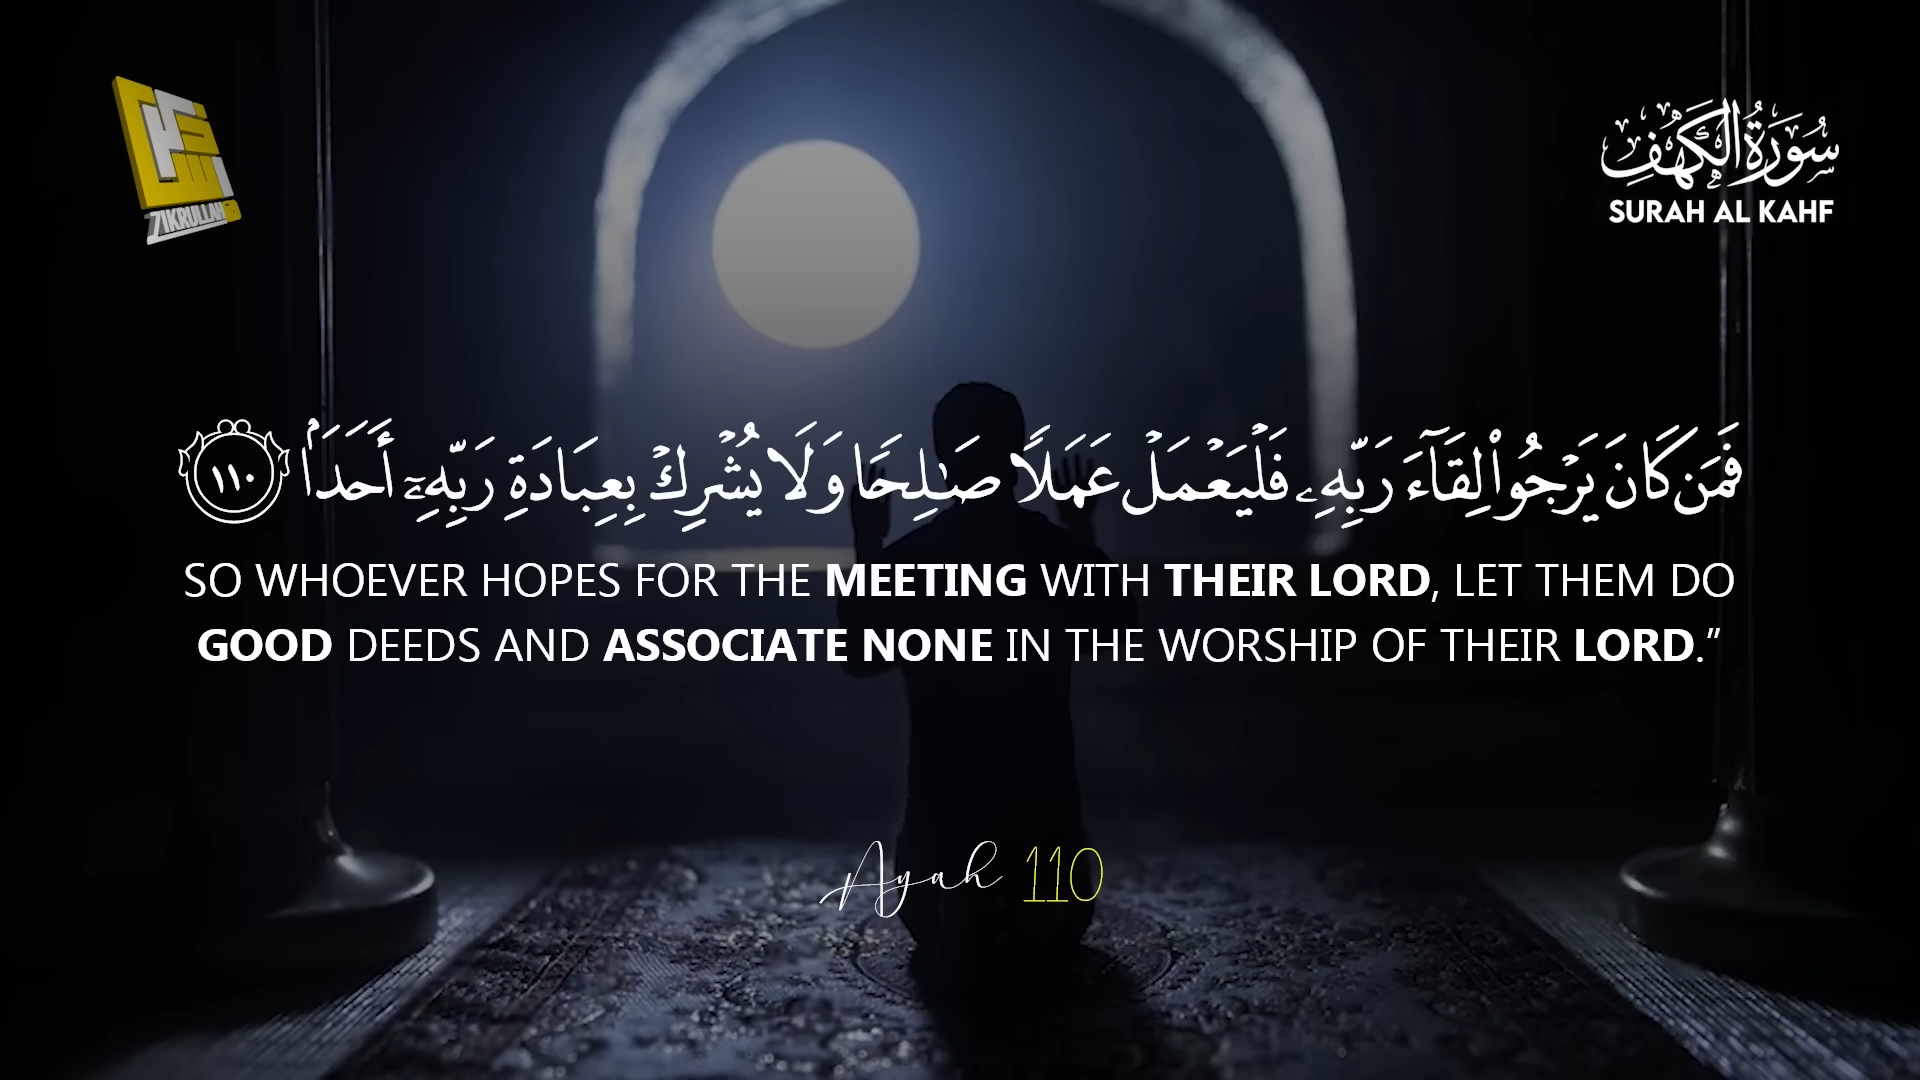 ZIKRULLAH
سُورَةُ الكَهْفِ
SURAH AL KAHF
فَمَن كَانَ يَرْجُوا۟ لِقَآءَ رَبِّهِۦ فَلْيَعْمَلْ عَمَلًا صَـٰلِحًا وَلَا يُشْرِكْ بِعِبَادَةِ رَبِّهِۦٓ أَحَدَۢا ١١٠
SO WHOEVER HOPES FOR THE MEETING WITH THEIR LORD, LET THEM DO
GOOD DEEDS AND ASSOCIATE NONE IN THE WORSHIP OF THEIR LORD.”
Ayah 110